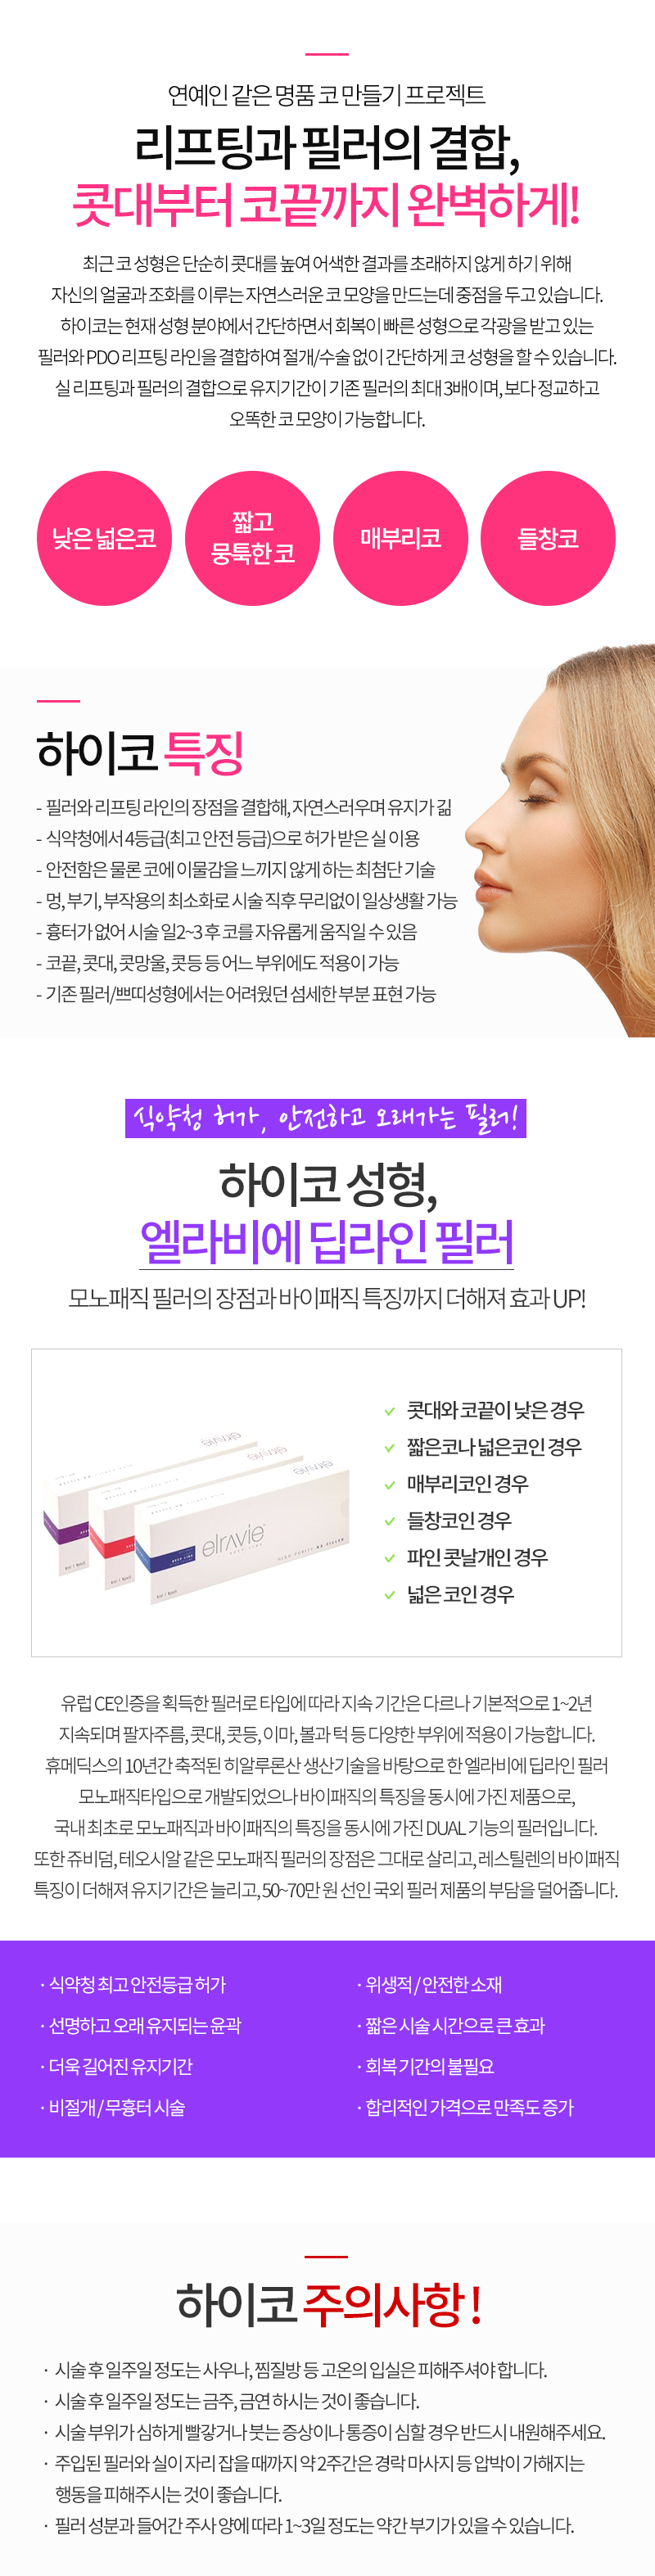 연예인 같은 명품 코 만들기 프로젝트
리프팅과 필러의 결합,
콧대부터 코끝까지 완벽하게!
최근 코 성형은 단순히 콧대를 높여 어색한 결과를 초래하지 않게 하기 위해
자신의 얼굴과 조화를 이루는 자연스러운 코 모양을 만드는데 중점을 두고 있습니다.
하이코는 현재 성형 분야에서 간단하면서 회복이 빠른 성형으로 각광을 받고 있는
필러와 PDO 리프팅 라인을 결합하여 절개/수술 없이 간단하게 코 성형을 할 수 있습니다.
실 리프팅과 필러의 결합으로 유지기간이 기존 필러의 최대 3배이며, 보다 정교하고
오똑한 코 모양이 가능합니다.
낮은 넓은코
짧고
뭉툭한 코
매부리코
들창코
하이코 특징
- 필러와 리프팅 라인의 장점을 결합해, 자연스러우며 유지가 긺
- 식약청에서 4등급(최고 안전 등급)으로 허가 받은 실 이용
- 안전함은 물론 코에 이물감을 느끼지 않게 하는 최첨단 기술
- 멍, 부기, 부작용의 최소화로 시술 직후 무리없이 일상생활 가능
- 흉터가 없어 시술 일2~3 후 코를 자유롭게 움직일 수 있음
- 코끝, 콧대, 콧망울, 콧등 등 어느 부위에도 적용이 가능
- 기존 필러/쁘띠성형에서는 어려웠던 섬세한 부분 표현 가능
식약청 허가, 안전하고 오래가는 필러!
하이코 성형,
엘라비에 딥라인 필러
모노패직 필러의 장점과 바이패직 특징까지 더해져 효과 UP!
elravie
DEEP LINE
콧대와 코끝이 낮은 경우
짧은코나 넓은코인 경우
매부리코인 경우
들창코인 경우
파인 콧날개인 경우
넓은 코인 경우
유럽 CE인증을 획득한 필러로 타입에 따라 지속 기간은 다르나 기본적으로 1~2년
지속되며 팔자주름, 콧대, 콧등, 이마, 볼과 턱 등 다양한 부위에 적용이 가능합니다.
휴메딕스의 10년간 축적된 히알루론산 생산기술을 바탕으로 한 엘라비에 딥라인 필러
모노패직타입으로 개발되었으나 바이패직의 특징을 동시에 가진 제품으로,
국내 최초로 모노패직과 바이패직의 특징을 동시에 가진 DUAL 기능의 필러입니다.
또한 쥬비덤, 테오시알 같은 모노패직 필러의 장점은 그대로 살리고, 레스틸렌의 바이패직
특징이 더해져 유지기간은 늘리고, 50~70만 원 선인 국외 필러 제품의 부담을 덜어줍니다.
· 식약청 최고 안전등급 허가
· 위생적 / 안전한 소재
· 선명하고 오래 유지되는 윤곽
· 짧은 시술 시간으로 큰 효과
· 더욱 길어진 유지기간
· 회복 기간의 불필요
· 비절개 / 무흉터 시술
· 합리적인 가격으로 만족도 증가
하이코 주의사항 !
· 시술 후 일주일 정도는 사우나, 찜질방 등 고온의 입실은 피해주셔야 합니다.
· 시술 후 일주일 정도는 금주, 금연 하시는 것이 좋습니다.
· 시술 부위가 심하게 빨갛거나 붓는 증상이나 통증이 심할 경우 반드시 내원해주세요.
· 주입된 필러와 실이 자리 잡을 때까지 약 2주간은 경락 마사지 등 압박이 가해지는
행동을 피해주시는 것이 좋습니다.
· 필러 성분과 들어간 주사 양에 따라 1~3일 정도는 약간 부기가 있을 수 있습니다.